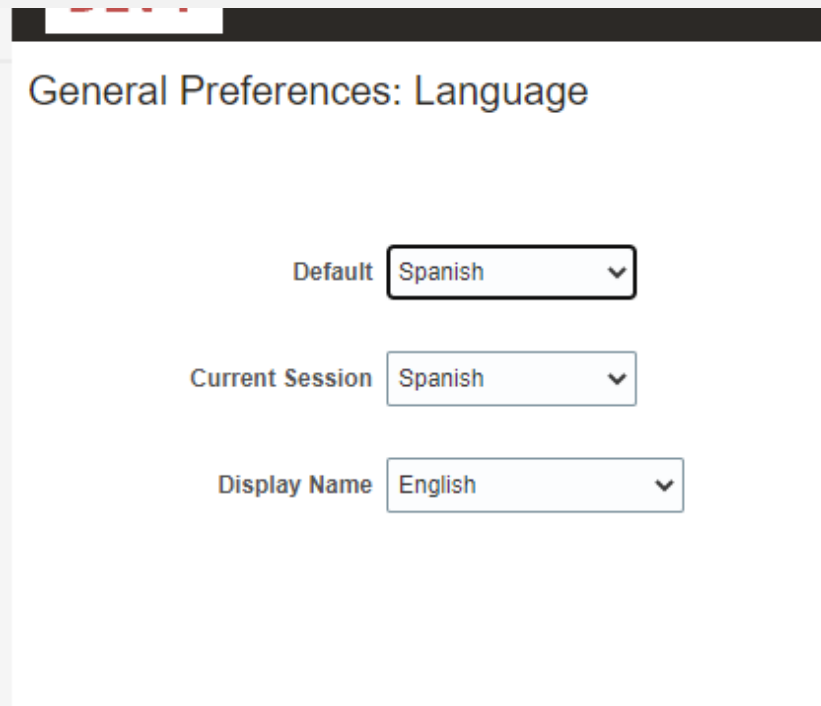 General Preferences: Language
Default Spanish
Current Session Spanish
Display Name English